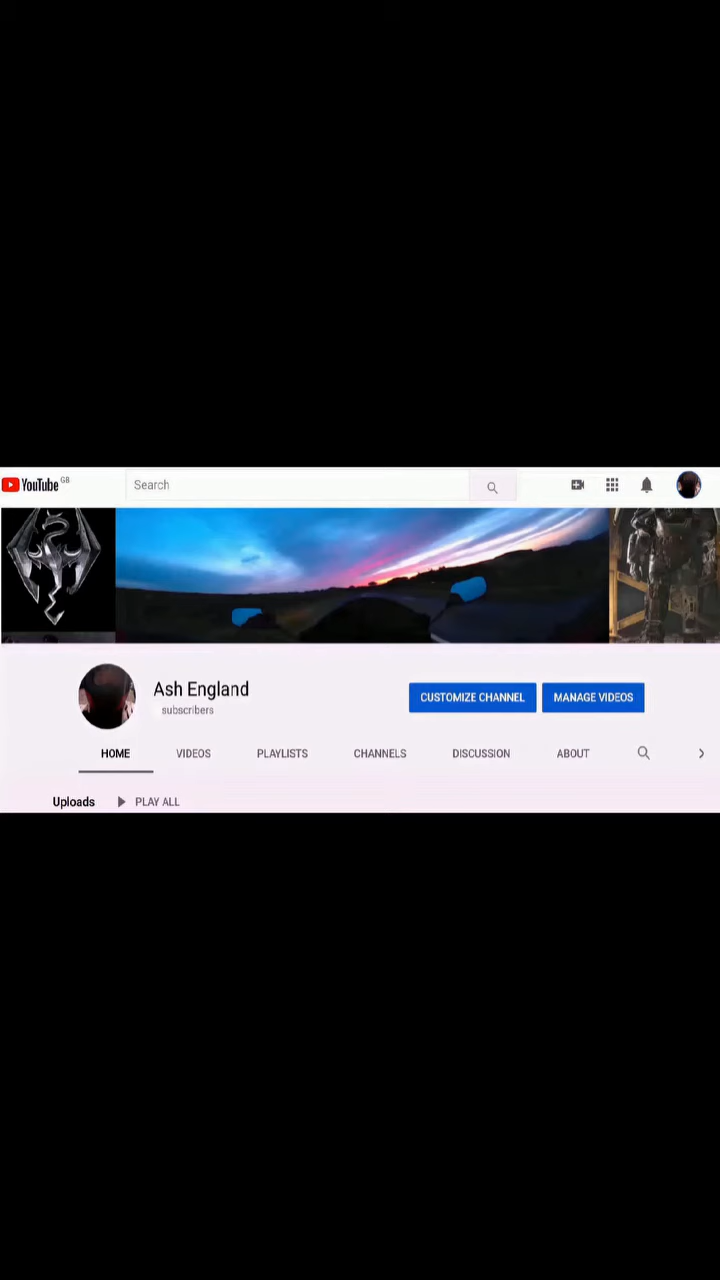 YouTube GB
Search
Ash England
subscribers
CUSTOMIZE CHANNEL
MANAGE VIDEOS
HOME
VIDEOS
PLAYLISTS
CHANNELS
DISCUSSION
ABOUT
Uploads
PLAY ALL